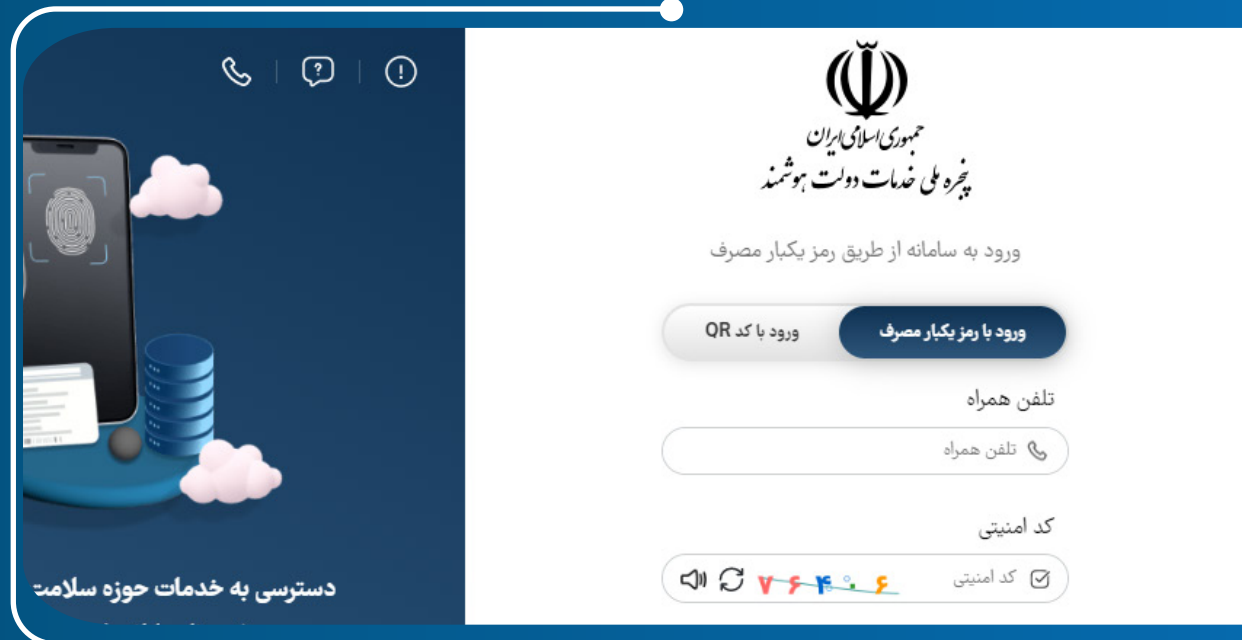 جمهوری اسلامی ایران
پنجره ملی خدمات دولت هوشمند
ورود به سامانه از طریق رمز یکبار مصرف
ورود با رمز یکبار مصرف
ورود با کد QR
تلفن همراه
تلفن همراه
کد امنیتی
کد امنیتی
۷۶۴۰۶
دسترسی به خدمات حوزه سلامت